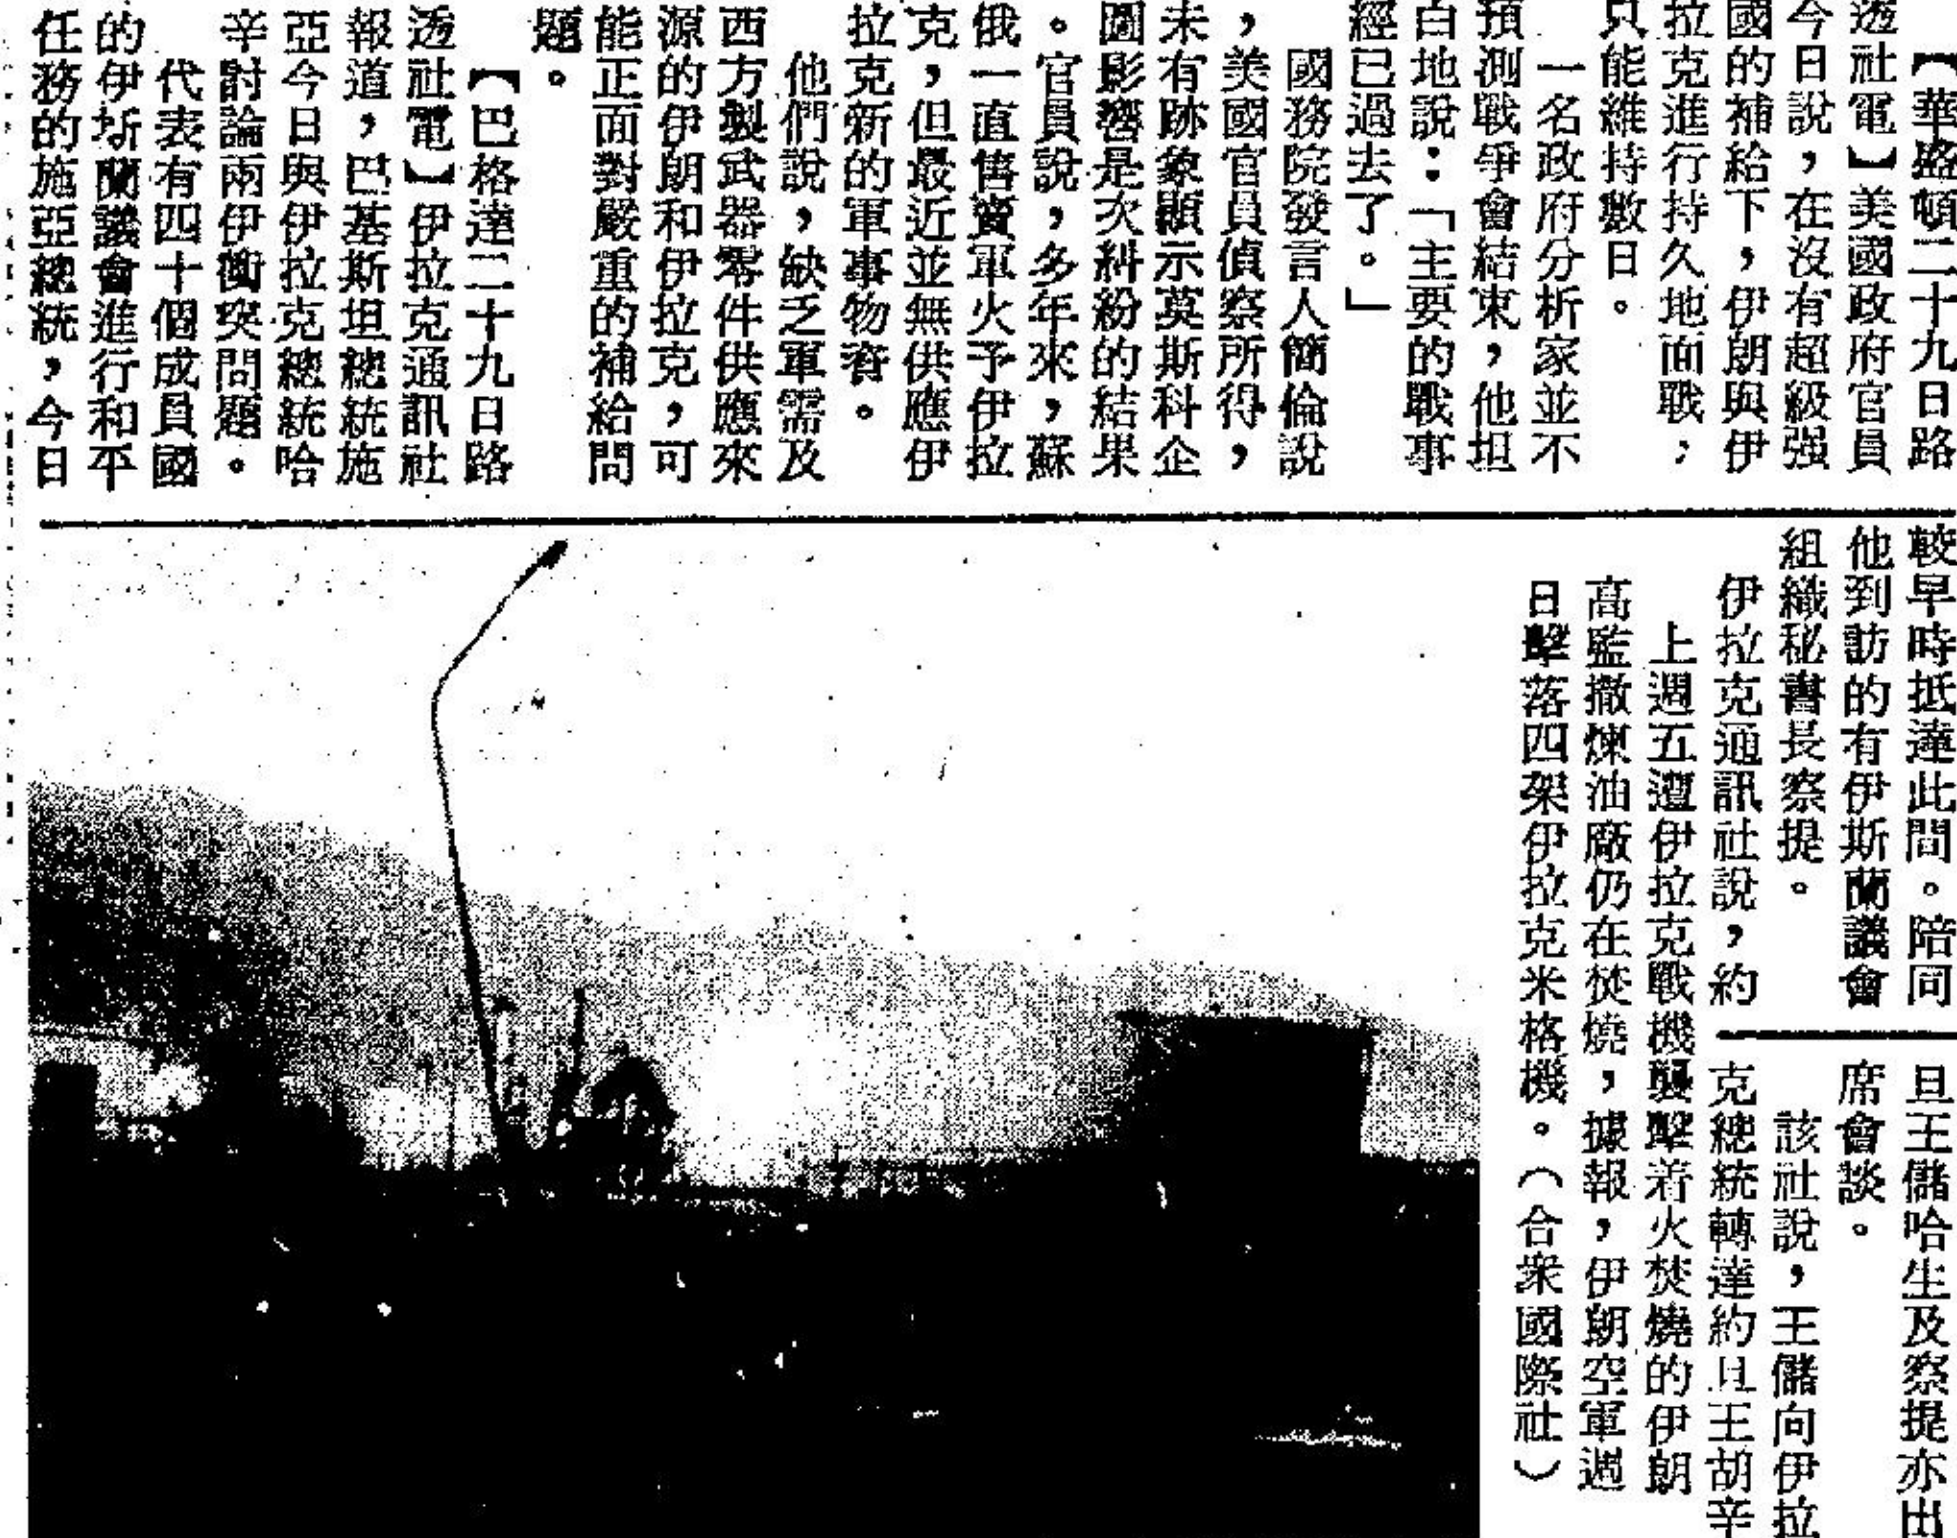 【華盛頓二十九日路
透社電】美國政府官員
今日說，在沒有超級强
國的補給下，伊朗與伊
拉克進行持久地面戰；
只能維持數日。
一名政府分析家並不
預測戰爭會結束，他坦
白地說：「主要的戰事
經已過去了。」
國務院發言人簡倫說
，美國官員偵察所得，
未有跡象顯示莫斯科企
圖影響是次糾紛的結果
。官員說，多年來，蘇
俄一直售賣軍火予伊拉
克，但最近並無供應伊
拉克新的軍事物資。
他們說，缺乏軍需及
西方製武器零件供應來
源的伊朗和伊拉克，可
能正面對嚴重的補給問
題。
【巴格達二十九日路
透社電】伊拉克通訊社
報道，巴基斯坦總統施
亞今日與伊拉克總統哈
辛討論兩伊衝突問題。
代表有四十個成員國
的伊斯蘭議會進行和平
任務的施亞總統，今日
較早時抵達此間。陪同
他到訪的有伊斯蘭議會
組織秘書長察提。
伊拉克通訊社說，約
旦王儲哈生及察提亦出
席會談。
該社說，王儲向伊拉
克總統轉達約旦王胡辛
上週五遭伊拉克戰機襲擊着火焚燒的伊朗
高監撒煉油廠仍在焚燒，據報，伊朗空軍週
日擊落四架伊拉克米格機。（合衆國際社）